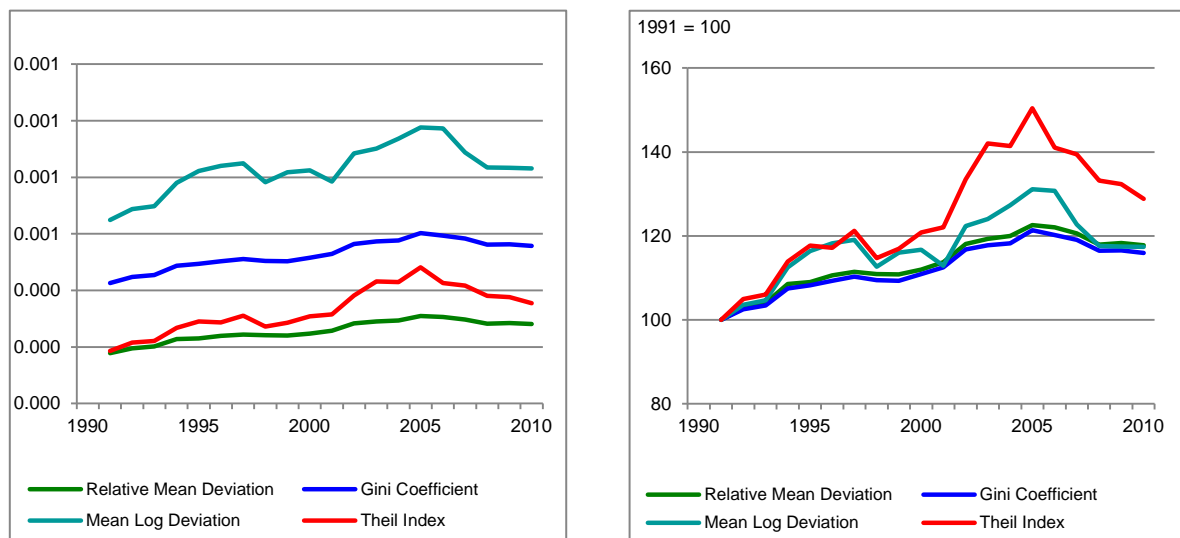 0.001
0.001
0.001
0.001
0.000
0.000
0.000
1990 1995 2000 2005 2010
Relative Mean Deviation Gini Coefficient
Mean Log Deviation Theil Index
1991 = 100
160
140
120
100
80
1990 1995 2000 2005 2010
Relative Mean Deviation Gini Coefficient
Mean Log Deviation Theil Index